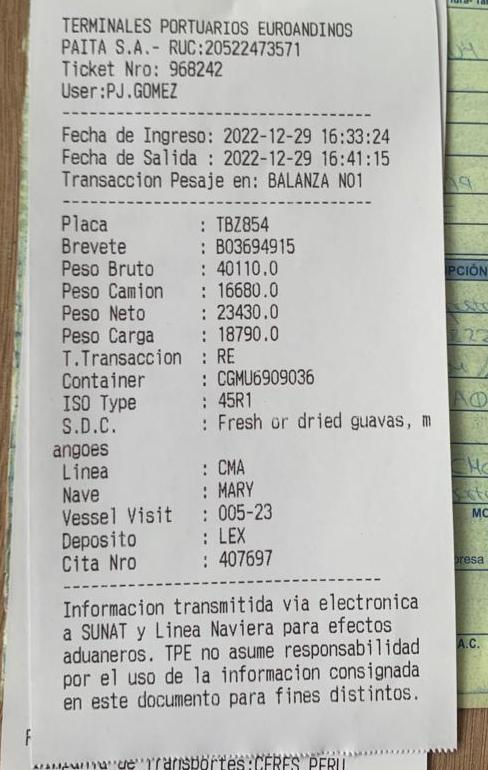 TERMINALES PORTUARIOS EUROANDINOS
PAITA S.A.- RUC:20522473571
Ticket Nro: 968242
User:PJ.GOMEZ
Fecha de Ingreso: 2022-12-29 16:33:24
Fecha de Salida : 2022-12-29 16:41:15
Transaccion Pesaje en: BALANZA N01
Placa : TBZ854
Brevete : B03694915
Peso Bruto : 40110.0
Peso Camion : 16680.0
Peso Neto : 23430.0
Peso Carga : 18790.0
T.Transaccion : RE
Container : CGMU6909036
ISO Type : 45R1
S.D.C. : Fresh or dried guavas, m
angoes
Linea : CMA
Nave : MARY
Vessel Visit : 005-23
Deposito : LEX
Cita Nro : 407697
Informacion transmitida via electronica
a SUNAT y Linea Naviera para efectos
aduaneros. TPE no asume responsabilidad
por el uso de la informacion consignada
en este documento para fines distintos.
de Transportes:CERES PERU
PCIÓN
MO
presa
A.C.